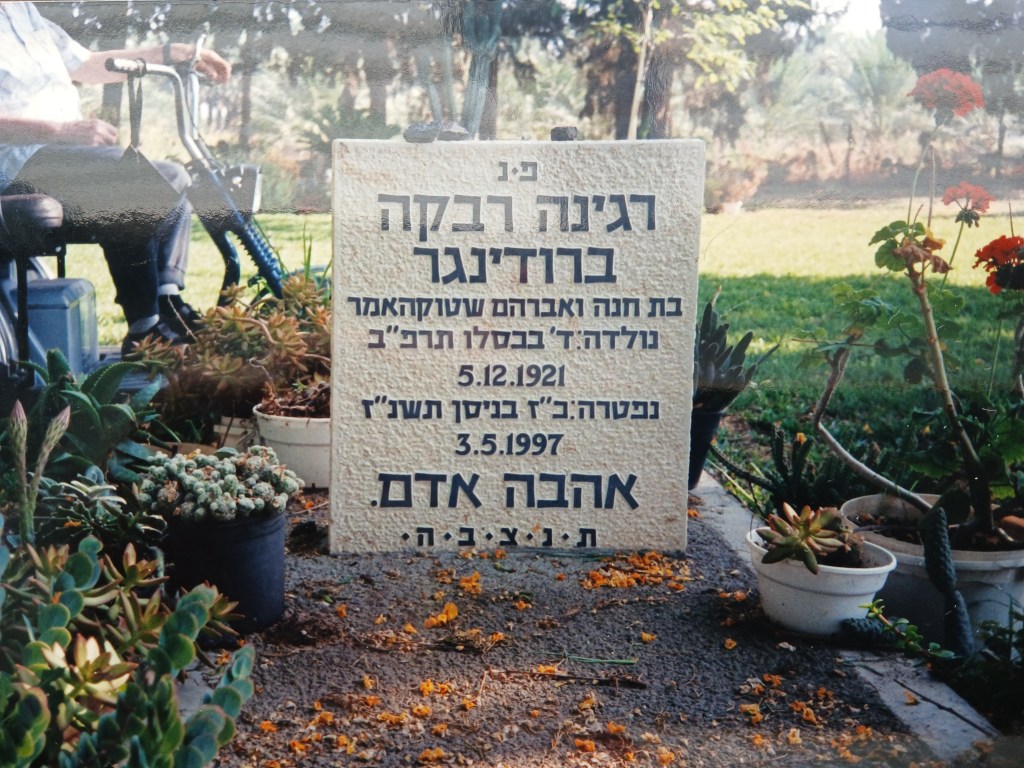 פ.נ
רגינה רבקה
ברודינגר
בת חנה ואברהם שטוקהאמר
נולדה: ד' בכסלו תרפ"ב
5.12.1921
נפטרה: כ"ז בניסן תשנ"ז
3.5.1997
אהבה אדם.
ת.נ.צ.ב.ה.